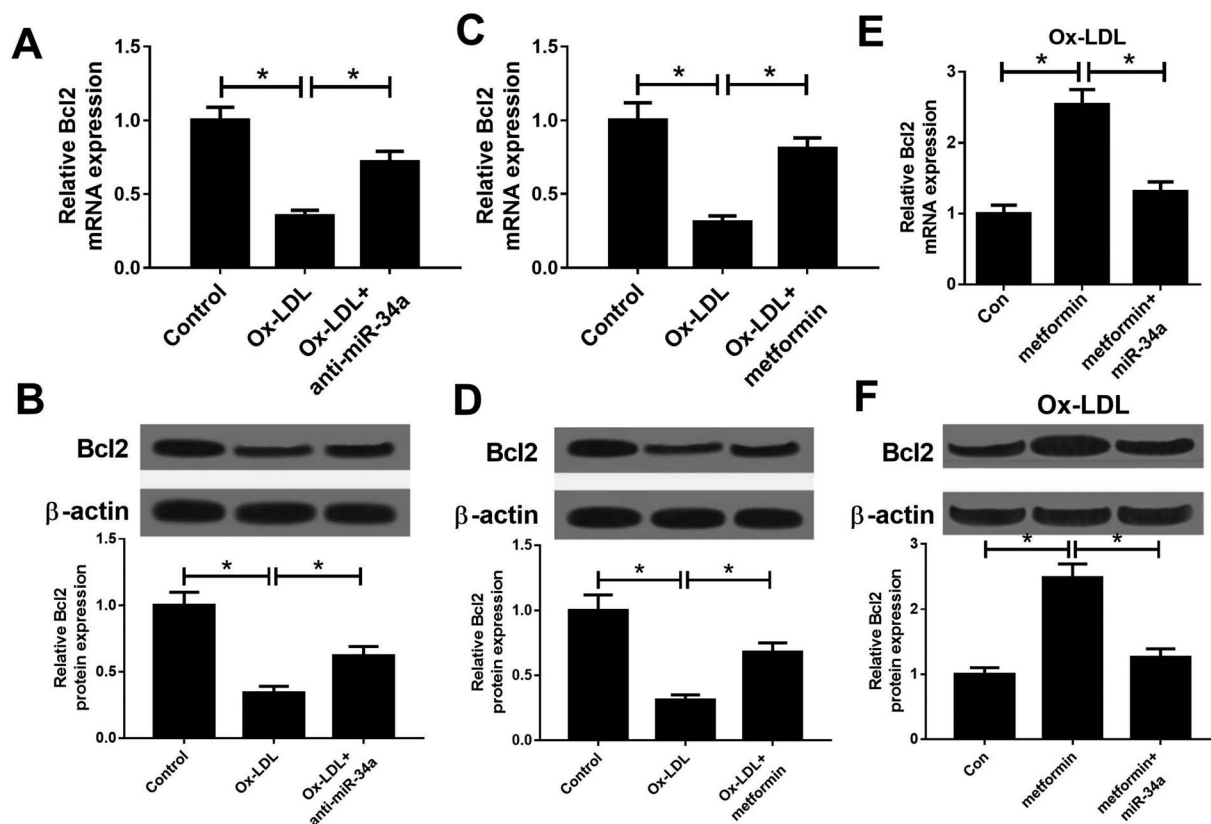 A
Relative Bcl2
mRNA expression
1.5
1.0
0.5
0.0
*
*
Control
Ox-LDL
Ox-LDL+
anti-miR-34a
B
Bcl2
β-actin
Relative Bcl2
protein expression
1.5
1.0
0.5
0.0
*
*
Control
Ox-LDL
Ox-LDL+
anti-miR-34a
C
Relative Bcl2
mRNA expression
1.5
1.0
0.5
0.0
*
*
Control
Ox-LDL
Ox-LDL+
metformin
D
Bcl2
β-actin
Relative Bcl2
protein expression
1.5
1.0
0.5
0.0
*
*
Control
Ox-LDL
Ox-LDL+
metformin
E
Ox-LDL
Relative Bcl2
mRNA expression
3
2
1
0
*
*
Con
metformin
metformin+
miR-34a
F
Ox-LDL
Bcl2
β-actin
Relative Bcl2
protein expression
3
2
1
0
*
*
Con
metformin
metformin+
miR-34a